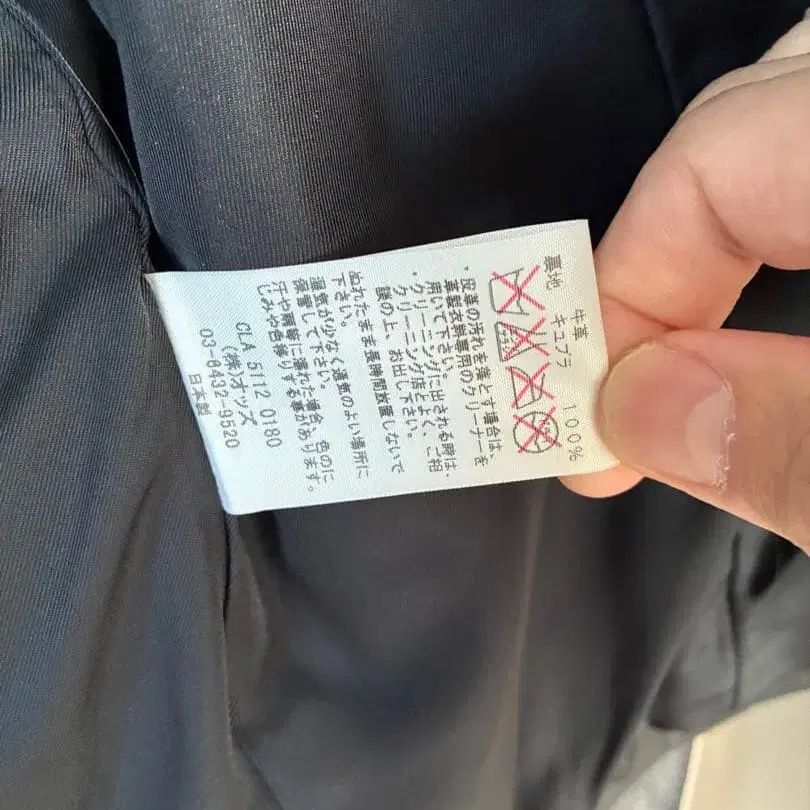 牛革
裏地 キュプラ 100%
・皮革の汚れを落とす場合は、
革製衣料専用のクリーナーを
用いて下さい。
・クリーニングに出される時は、
クリーニング店とよく、ご相
談の上、お出し下さい。
ぬれたまま長時間放置しないで
下さい。
湿気が少なく通気のよい場所に
保管して下さい。
汗や雨等に濡れた場合、色のに
じみや色移りする事があります。
CLA 5112 0180
(株)オッズ
03-8432-9520
日本製